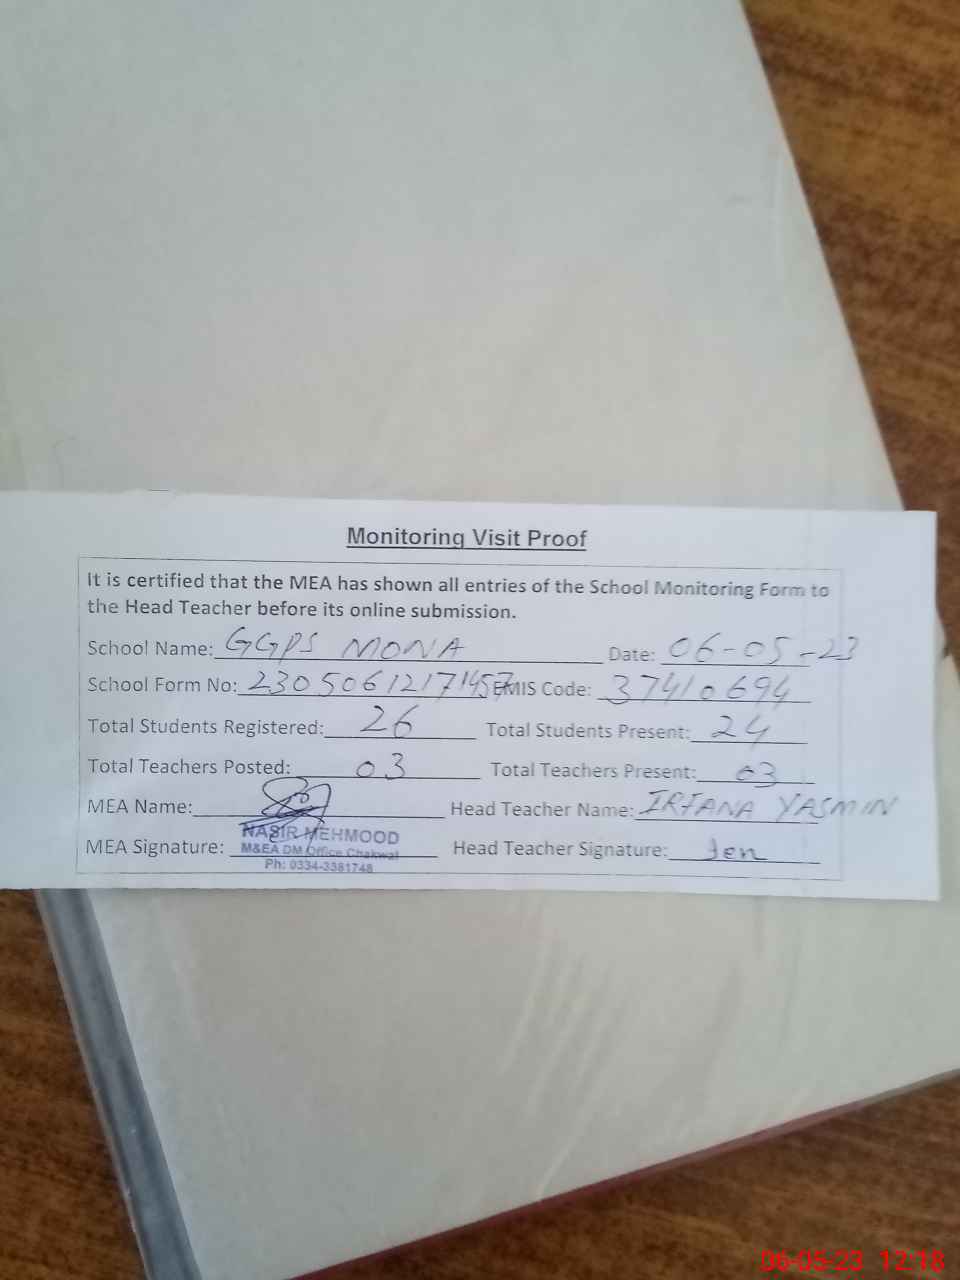 Monitoring Visit Proof
It is certified that the MEA has shown all entries of the School Monitoring Form to
the Head Teacher before its online submission.
School Name: GGPS MONA Date: 06-05-23
School Form No: 23050612171457 EMIS Code: 37410694
Total Students Registered: 26 Total Students Present: 24
Total Teachers Posted: 03 Total Teachers Present: 03
MEA Name: Head Teacher Name: IRFANA YASMIN
NASIR MEHMOOD
MEA Signature: M&EA DM Office Chakwal Head Teacher Signature:
Ph: 0334-3381748
06-05-23 12:18